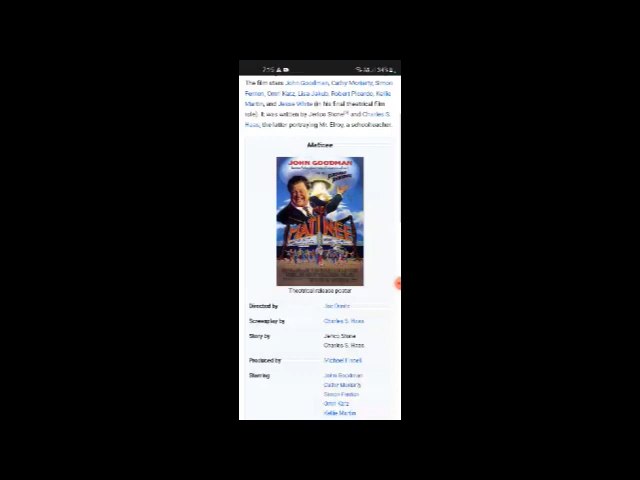 The film stars John Goodman, Cathy Moriarty, Simon
Fenton, Omri Katz, Lisa Jakub, Robert Picardo, Kellie
Martin, and Jesse White (in his final theatrical film
role). It was written by Jerico Stone and Charles S.
Haas, the latter portraying Mr. Elroy, a schoolteacher.
Matinee
JOHN GOODMAN
MATINEE
Theatrical release poster
Directed by Joe Dante
Screenplay by Charles S. Haas
Story by Jerico Stone
Charles S. Haas
Produced by Michael Finnell
Starring John Goodman
Cathy Moriarty
Simon Fenton
Omri Katz
Kellie Martin